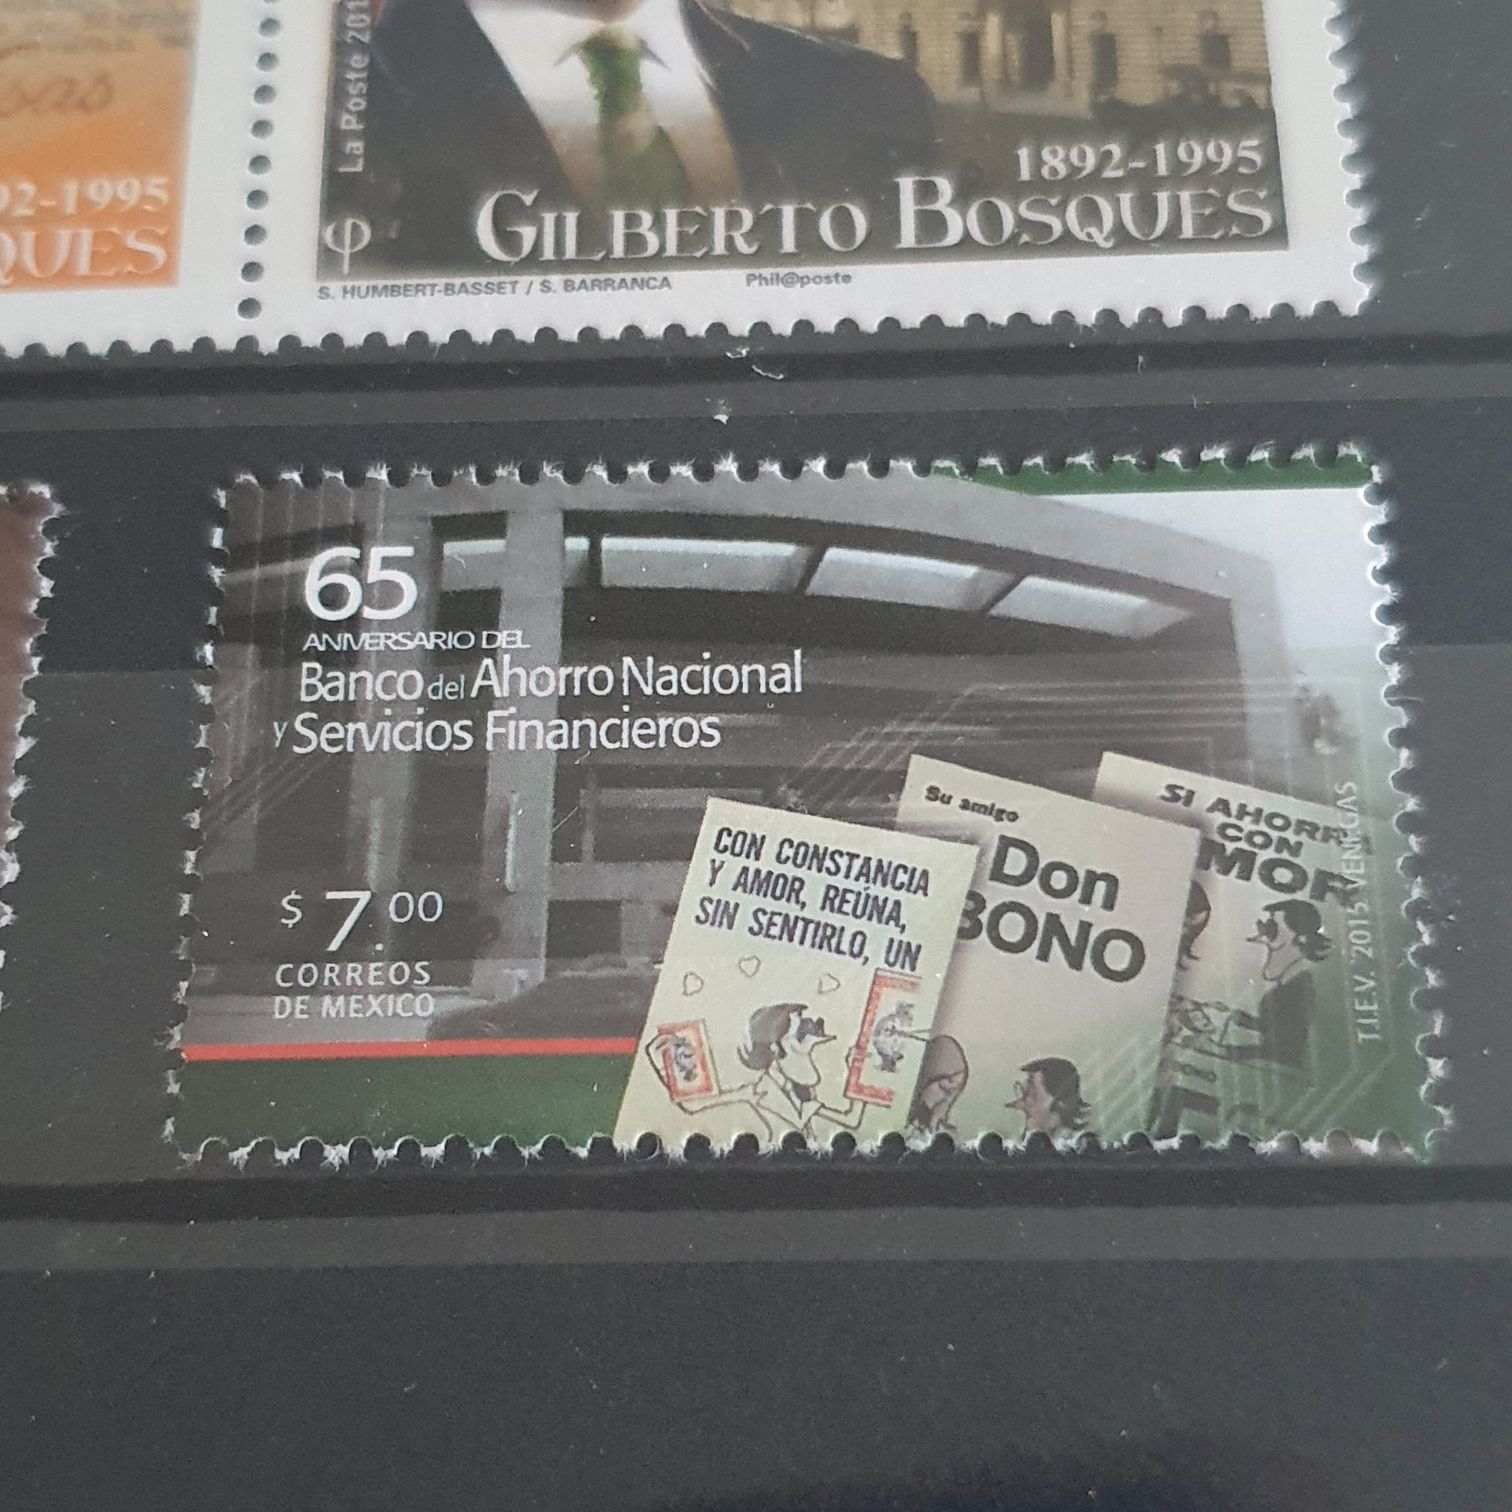 1995
La Poste 201
1892-1995
GILBERTO BOSQUES
S. HUMBERT-BASSET / S. BARRANCA Phil@poste
65
ANIVERSARIO DEL
Banco del Ahorro Nacional
y Servicios Financieros
$ 7.00
CORREOS
DE MEXICO
CON CONSTANCIA
Y AMOR, REÚNA,
SIN SENTIRLO, UN
Su amigo
Don
BONO
SI AHORR
CON
MOR
T.I.E.V. 2015